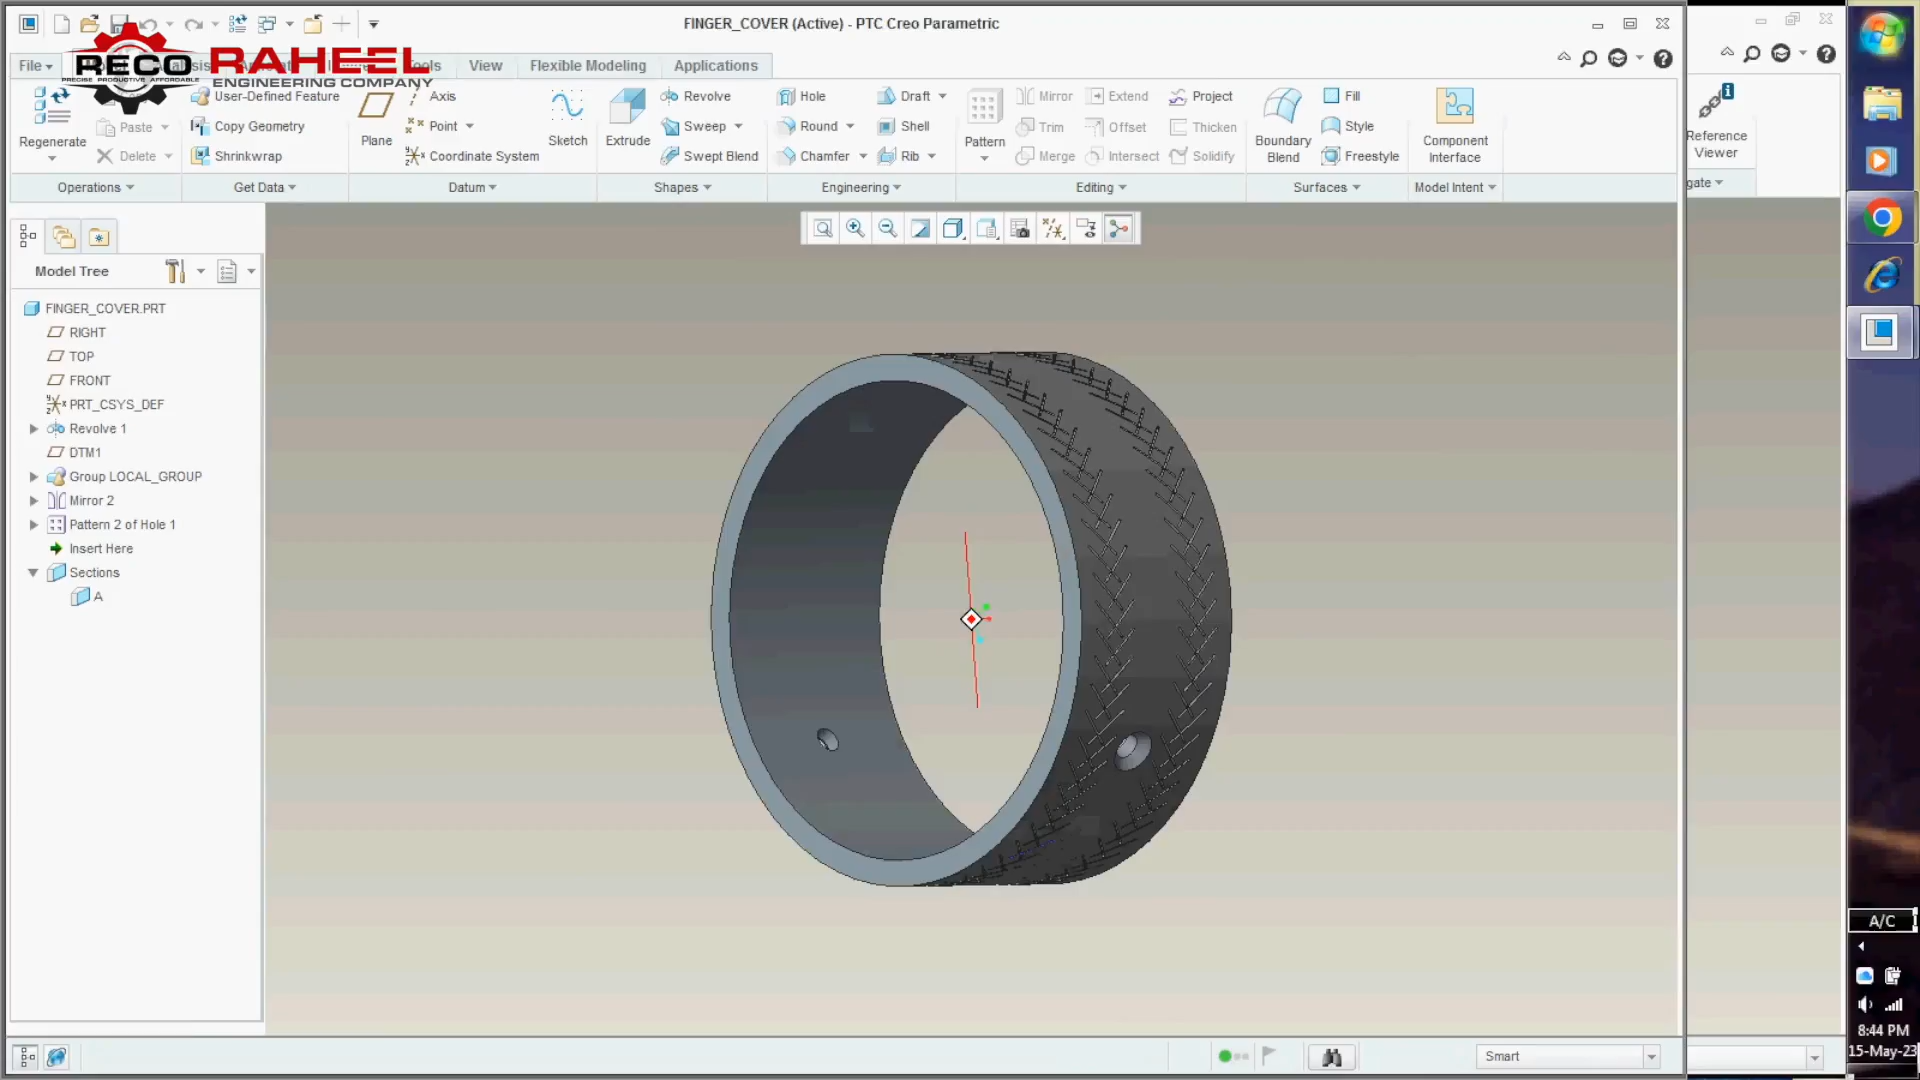 FINGER_COVER (Active) - PTC Creo Parametric
RECO
PRECISE PRODUCTIVE AFFORDABLE
RAHEEL
ENGINEERING COMPANY
File
View
Flexible Modeling
Applications
Regenerate
Paste
Delete
User-Defined Feature
Copy Geometry
Shrinkwrap
Plane
Axis
Point
Coordinate System
Sketch
Extrude
Revolve
Sweep
Swept Blend
Hole
Round
Chamfer
Draft
Shell
Rib
Pattern
Mirror
Trim
Merge
Extend
Offset
Intersect
Project
Thicken
Solidify
Boundary
Blend
Fill
Style
Freestyle
Component
Interface
Reference
Viewer
Operations
Get Data
Datum
Shapes
Engineering
Editing
Surfaces
Model Intent
gate
Model Tree
FINGER_COVER.PRT
RIGHT
TOP
FRONT
PRT_CSYS_DEF
Revolve 1
DTM1
Group LOCAL_GROUP
Mirror 2
Pattern 2 of Hole 1
Insert Here
Sections
A
Smart
A/C
8:44 PM
15-May-23